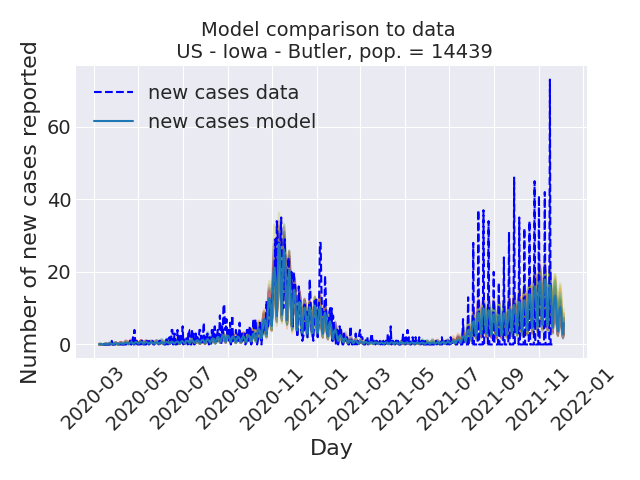 Model comparison to data
US - Iowa - Butler, pop. = 14439
new cases data
new cases model
Number of new cases reported
60
40
20
0
2020-03
2020-05
2020-07
2020-09
2020-11
2021-01
2021-03
2021-05
2021-07
2021-09
2021-11
2022-01
Day